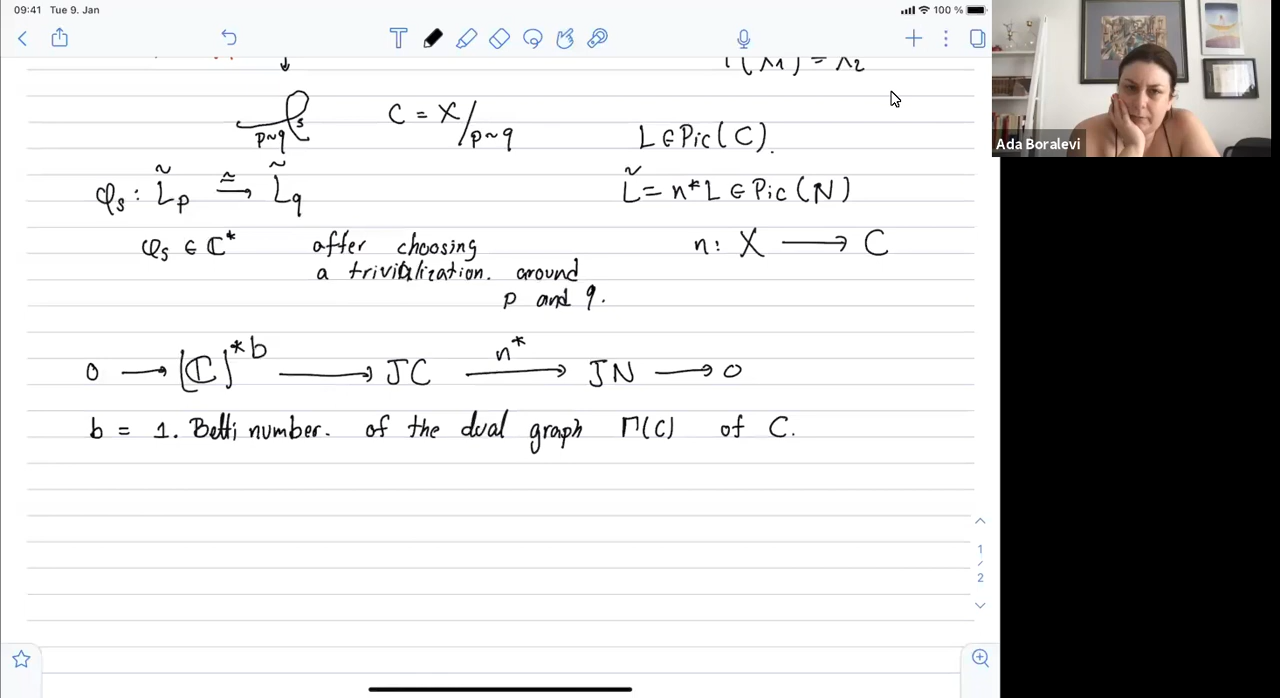 09:41 Tue 9. Jan
100 %
C = X/p~q
p~q
s
L ∈ Pic(C).
φs : L̃p ≅→ L̃q
L̃ = n*L ∈ Pic(N)
φs ∈ ℂ* after choosing
n: X ⟶ C
a trivialization. around
p and q.
0 ⟶ (ℂ)*b ⟶ JC n*⟶ JN ⟶ 0
b = 1. Betti number. of the dual graph Γ(C) of C.
Ada Boralevi
1
/
2